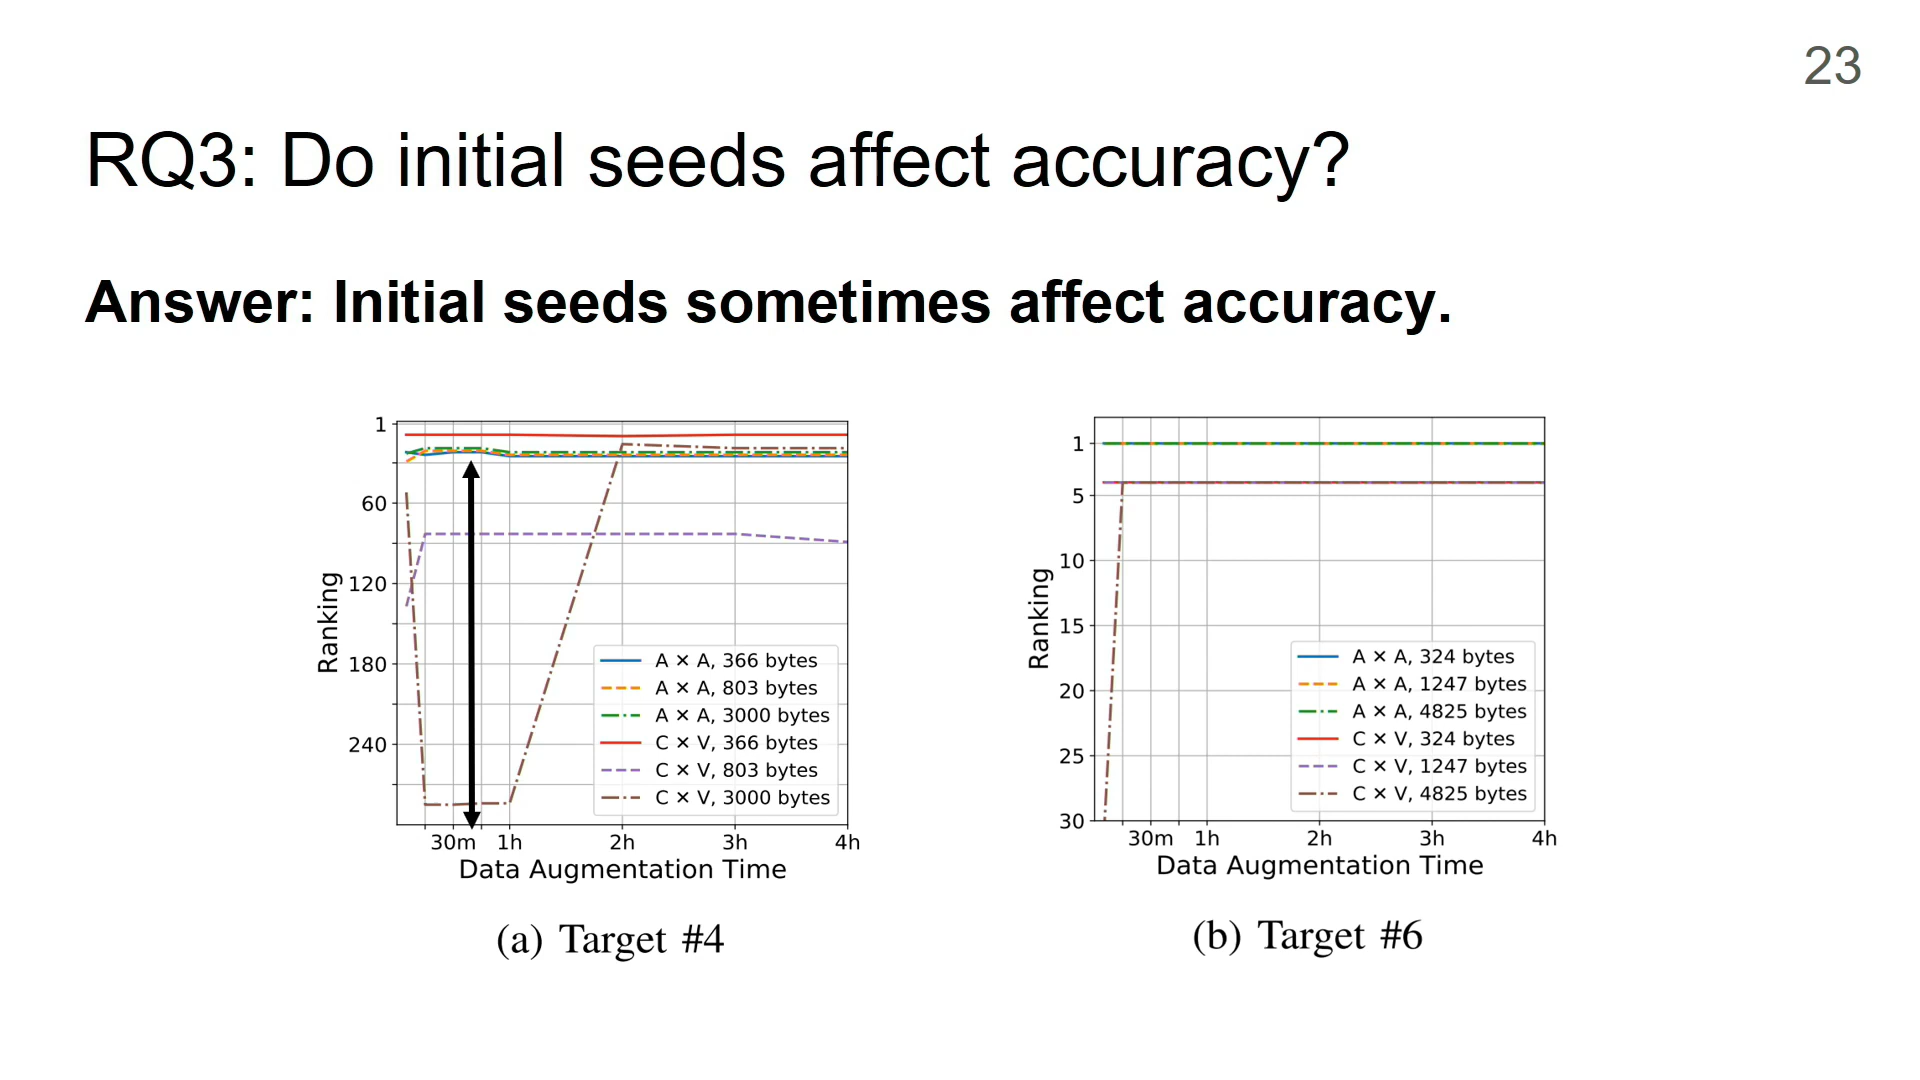 23
RQ3: Do initial seeds affect accuracy?
Answer: Initial seeds sometimes affect accuracy.
Ranking
1
60
120
180
240
A × A, 366 bytes
A × A, 803 bytes
A × A, 3000 bytes
C × V, 366 bytes
C × V, 803 bytes
C × V, 3000 bytes
30m 1h 2h 3h 4h
Data Augmentation Time
(a) Target #4
Ranking
1
5
10
15
20
25
30
A × A, 324 bytes
A × A, 1247 bytes
A × A, 4825 bytes
C × V, 324 bytes
C × V, 1247 bytes
C × V, 4825 bytes
30m 1h 2h 3h 4h
Data Augmentation Time
(b) Target #6